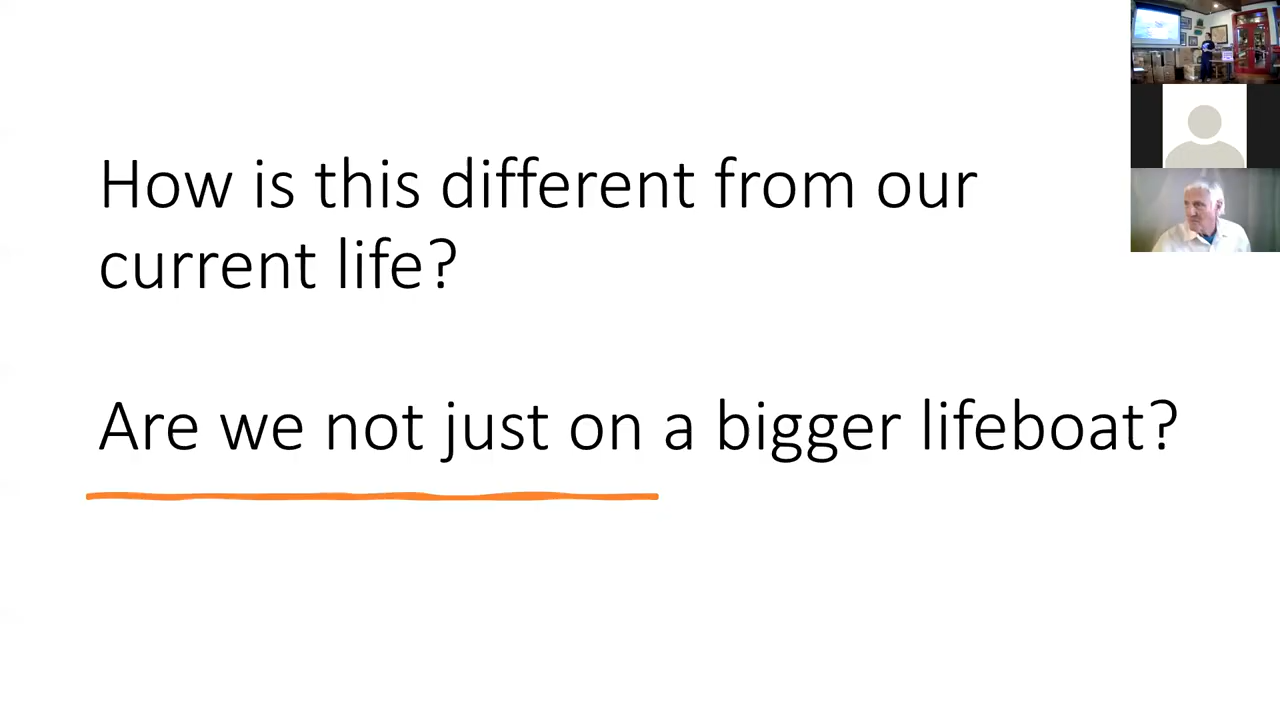 How is this different from our
current life?
Are we not just on a bigger lifeboat?